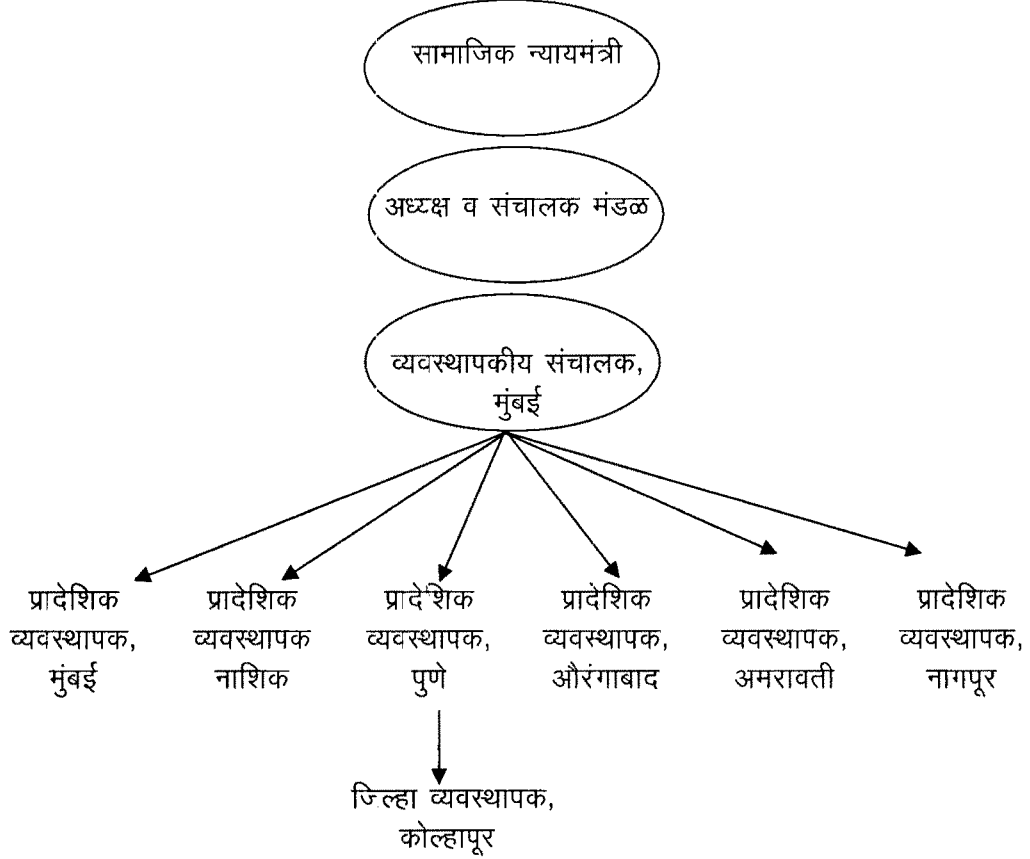 सामाजिक न्यायमंत्री
अध्यक्ष व संचालक मंडळ
व्यवस्थापकीय संचालक,
मुंबई
प्रादेशिक
व्यवस्थापक,
मुंबई
प्रादेशिक
व्यवस्थापक
नाशिक
प्रादेशिक
व्यवस्थापक,
पुणे
प्रादेशिक
व्यवस्थापक,
औरंगाबाद
प्रादेशिक
व्यवस्थापक,
अमरावती
प्रादेशिक
व्यवस्थापक,
नागपूर
जिल्हा व्यवस्थापक,
कोल्हापूर